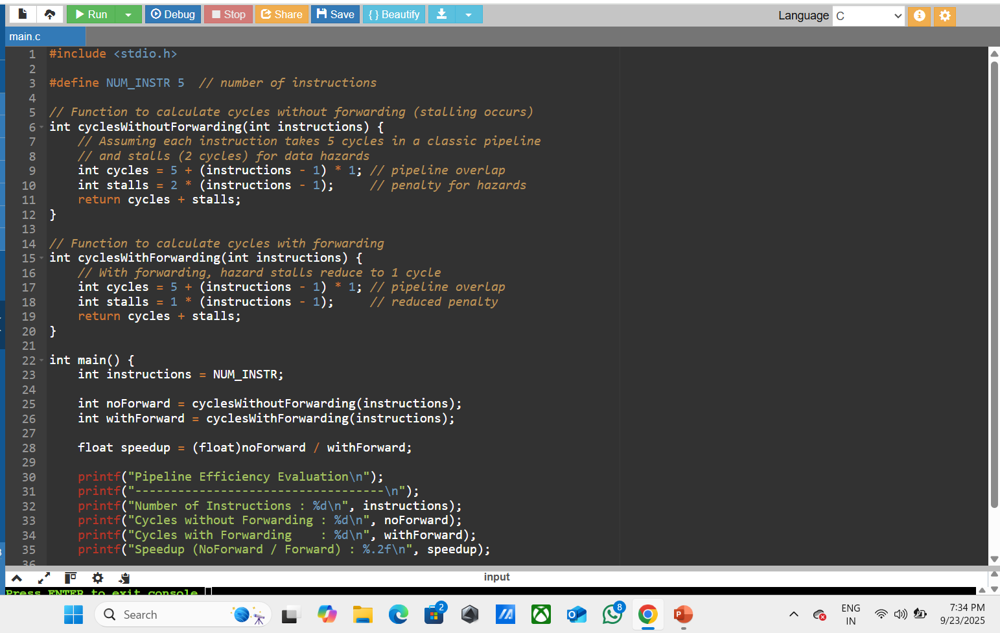 Run Debug Stop Share Save { } Beautify Language C
main.c
1 #include <stdio.h>
2
3 #define NUM_INSTR 5  // number of instructions
4
5 // Function to calculate cycles without forwarding (stalling occurs)
6 int cyclesWithoutForwarding(int instructions) {
7     // Assuming each instruction takes 5 cycles in a classic pipeline
8     // and stalls (2 cycles) for data hazards
9     int cycles = 5 + (instructions - 1) * 1; // pipeline overlap
10     int stalls = 2 * (instructions - 1);     // penalty for hazards
11     return cycles + stalls;
12 }
13
14 // Function to calculate cycles with forwarding
15 int cyclesWithForwarding(int instructions) {
16     // With forwarding, hazard stalls reduce to 1 cycle
17     int cycles = 5 + (instructions - 1) * 1; // pipeline overlap
18     int stalls = 1 * (instructions - 1);     // reduced penalty
19     return cycles + stalls;
20 }
21
22 int main() {
23     int instructions = NUM_INSTR;
24
25     int noForward = cyclesWithoutForwarding(instructions);
26     int withForward = cyclesWithForwarding(instructions);
27
28     float speedup = (float)noForward / withForward;
29
30     printf("Pipeline Efficiency Evaluation\n");
31     printf("-----------------------------------\n");
32     printf("Number of Instructions : %d\n", instructions);
33     printf("Cycles without Forwarding : %d\n", noForward);
34     printf("Cycles with Forwarding    : %d\n", withForward);
35     printf("Speedup (NoForward / Forward) : %.2f\n", speedup);
36
input
Press ENTER to exit console.
Search 2 8 P ENG 7:34 PM
IN 9/23/2025